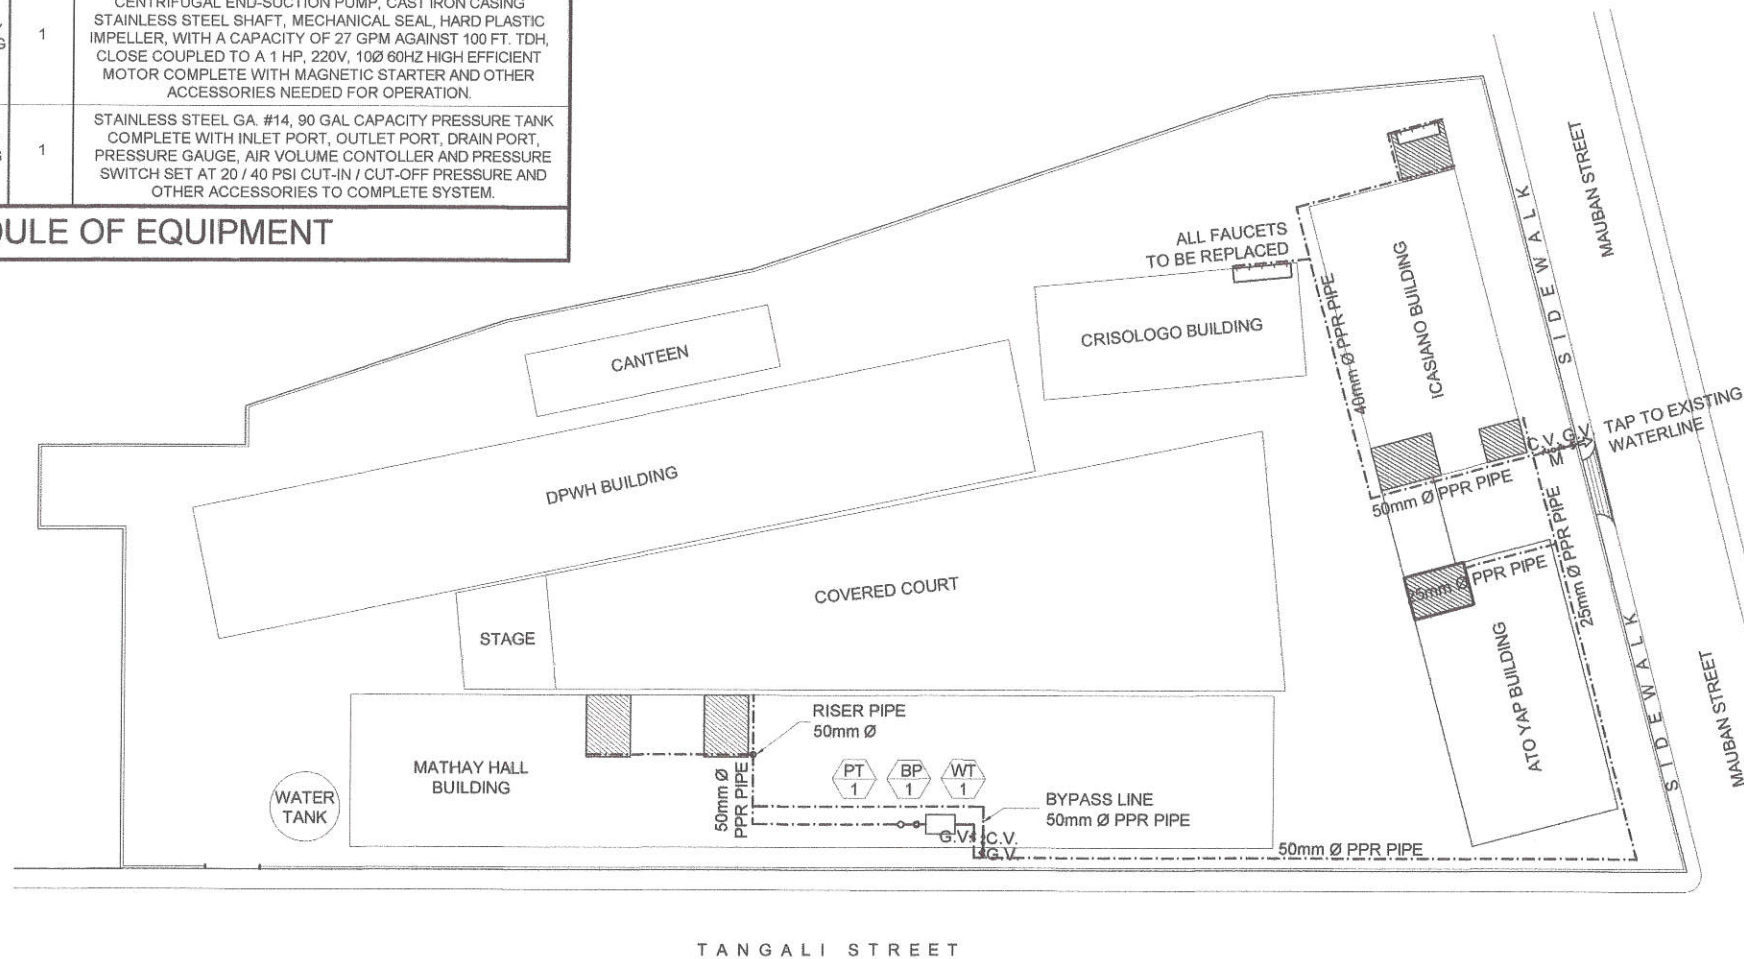 CENTRIFUGAL END-SUCTION PUMP, CAST IRON CASING
STAINLESS STEEL SHAFT, MECHANICAL SEAL, HARD PLASTIC
1
IMPELLER, WITH A CAPACITY OF 27 GPM AGAINST 100 FT. TDH,
CLOSE COUPLED TO A 1 HP, 220V, 10Ø 60HZ HIGH EFFICIENT
MOTOR COMPLETE WITH MAGNETIC STARTER AND OTHER
ACCESSORIES NEEDED FOR OPERATION.
STAINLESS STEEL GA. #14, 90 GAL CAPACITY PRESSURE TANK
COMPLETE WITH INLET PORT, OUTLET PORT, DRAIN PORT,
1
PRESSURE GAUGE, AIR VOLUME CONTOLLER AND PRESSURE
SWITCH SET AT 20 / 40 PSI CUT-IN / CUT-OFF PRESSURE AND
OTHER ACCESSORIES TO COMPLETE SYSTEM.
DULE OF EQUIPMENT
MAUBAN STREET
SIDEWALK
ALL FAUCETS
TO BE REPLACED
ICASIANO BUILDING
40mm Ø PPR PIPE
CRISOLOGO BUILDING
CANTEEN
TAP TO EXISTING
WATERLINE
C.V. G.V.
M
50mm Ø PPR PIPE
DPWH BUILDING
25mm Ø PPR PIPE
25mm Ø PPR PIPE
COVERED COURT
STAGE
SIDEWALK
ATO YAP BUILDING
MAUBAN STREET
RISER PIPE
50mm Ø
MATHAY HALL
BUILDING
PT
1
BP
1
WT
1
WATER
TANK
50mm Ø
PPR PIPE
BYPASS LINE
50mm Ø PPR PIPE
G.V.
C.V.
G.V.
50mm Ø PPR PIPE
TANGALI STREET